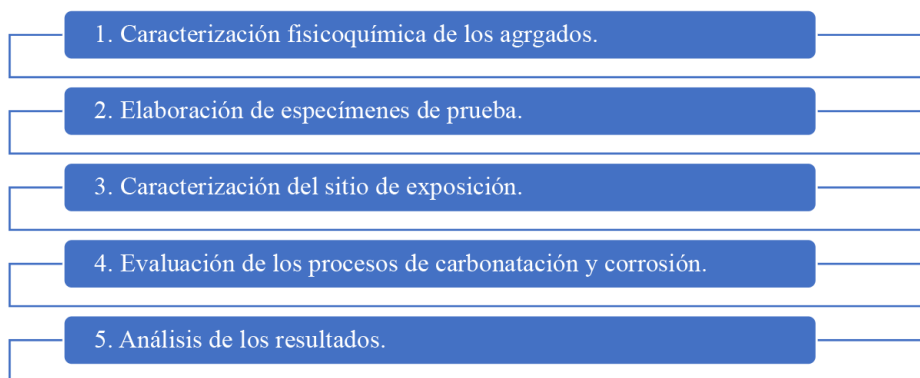 1. Caracterización fisicoquímica de los agrgados.
2. Elaboración de especímenes de prueba.
3. Caracterización del sitio de exposición.
4. Evaluación de los procesos de carbonatación y corrosión.
5. Análisis de los resultados.